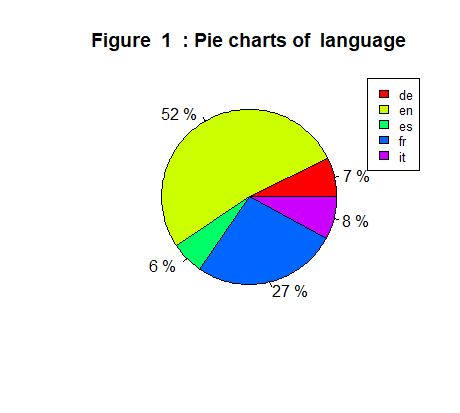 Figure 1 : Pie charts of language
de
en
es
fr
it
52 %
7 %
8 %
6 %
27 %